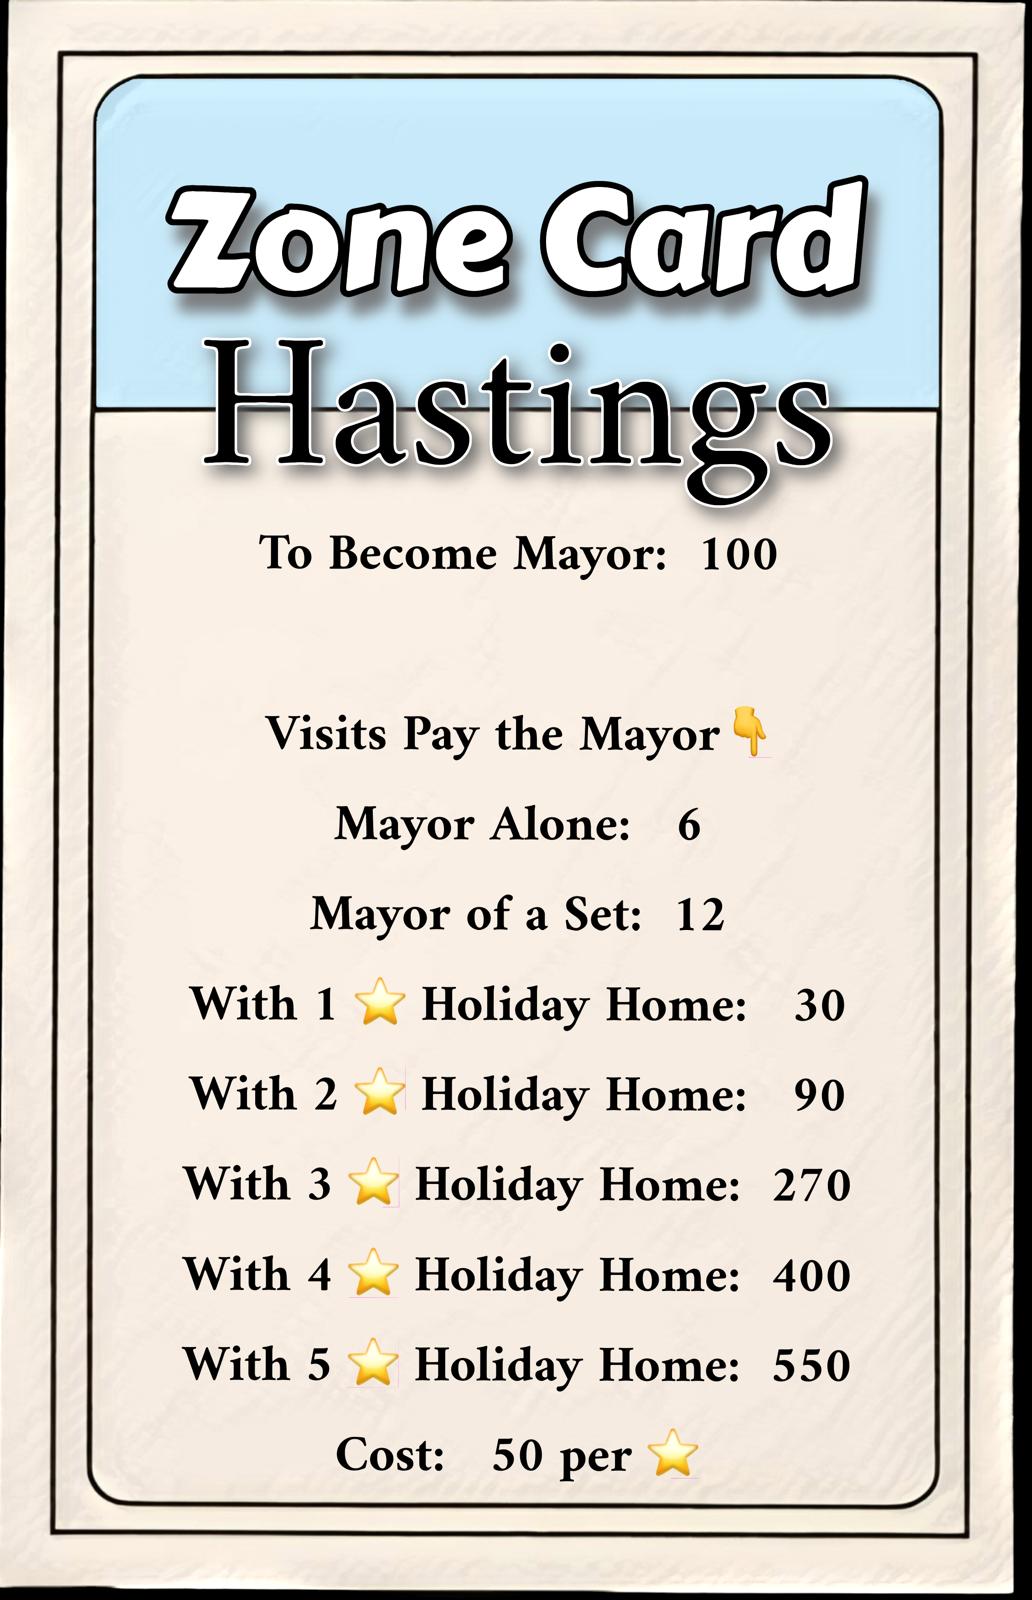 Zone Card
Hastings
To Become Mayor: 100
Visits Pay the Mayor 👇
Mayor Alone: 6
Mayor of a Set: 12
With 1 ⭐ Holiday Home: 30
With 2 ⭐ Holiday Home: 90
With 3 ⭐ Holiday Home: 270
With 4 ⭐ Holiday Home: 400
With 5 ⭐ Holiday Home: 550
Cost: 50 per ⭐